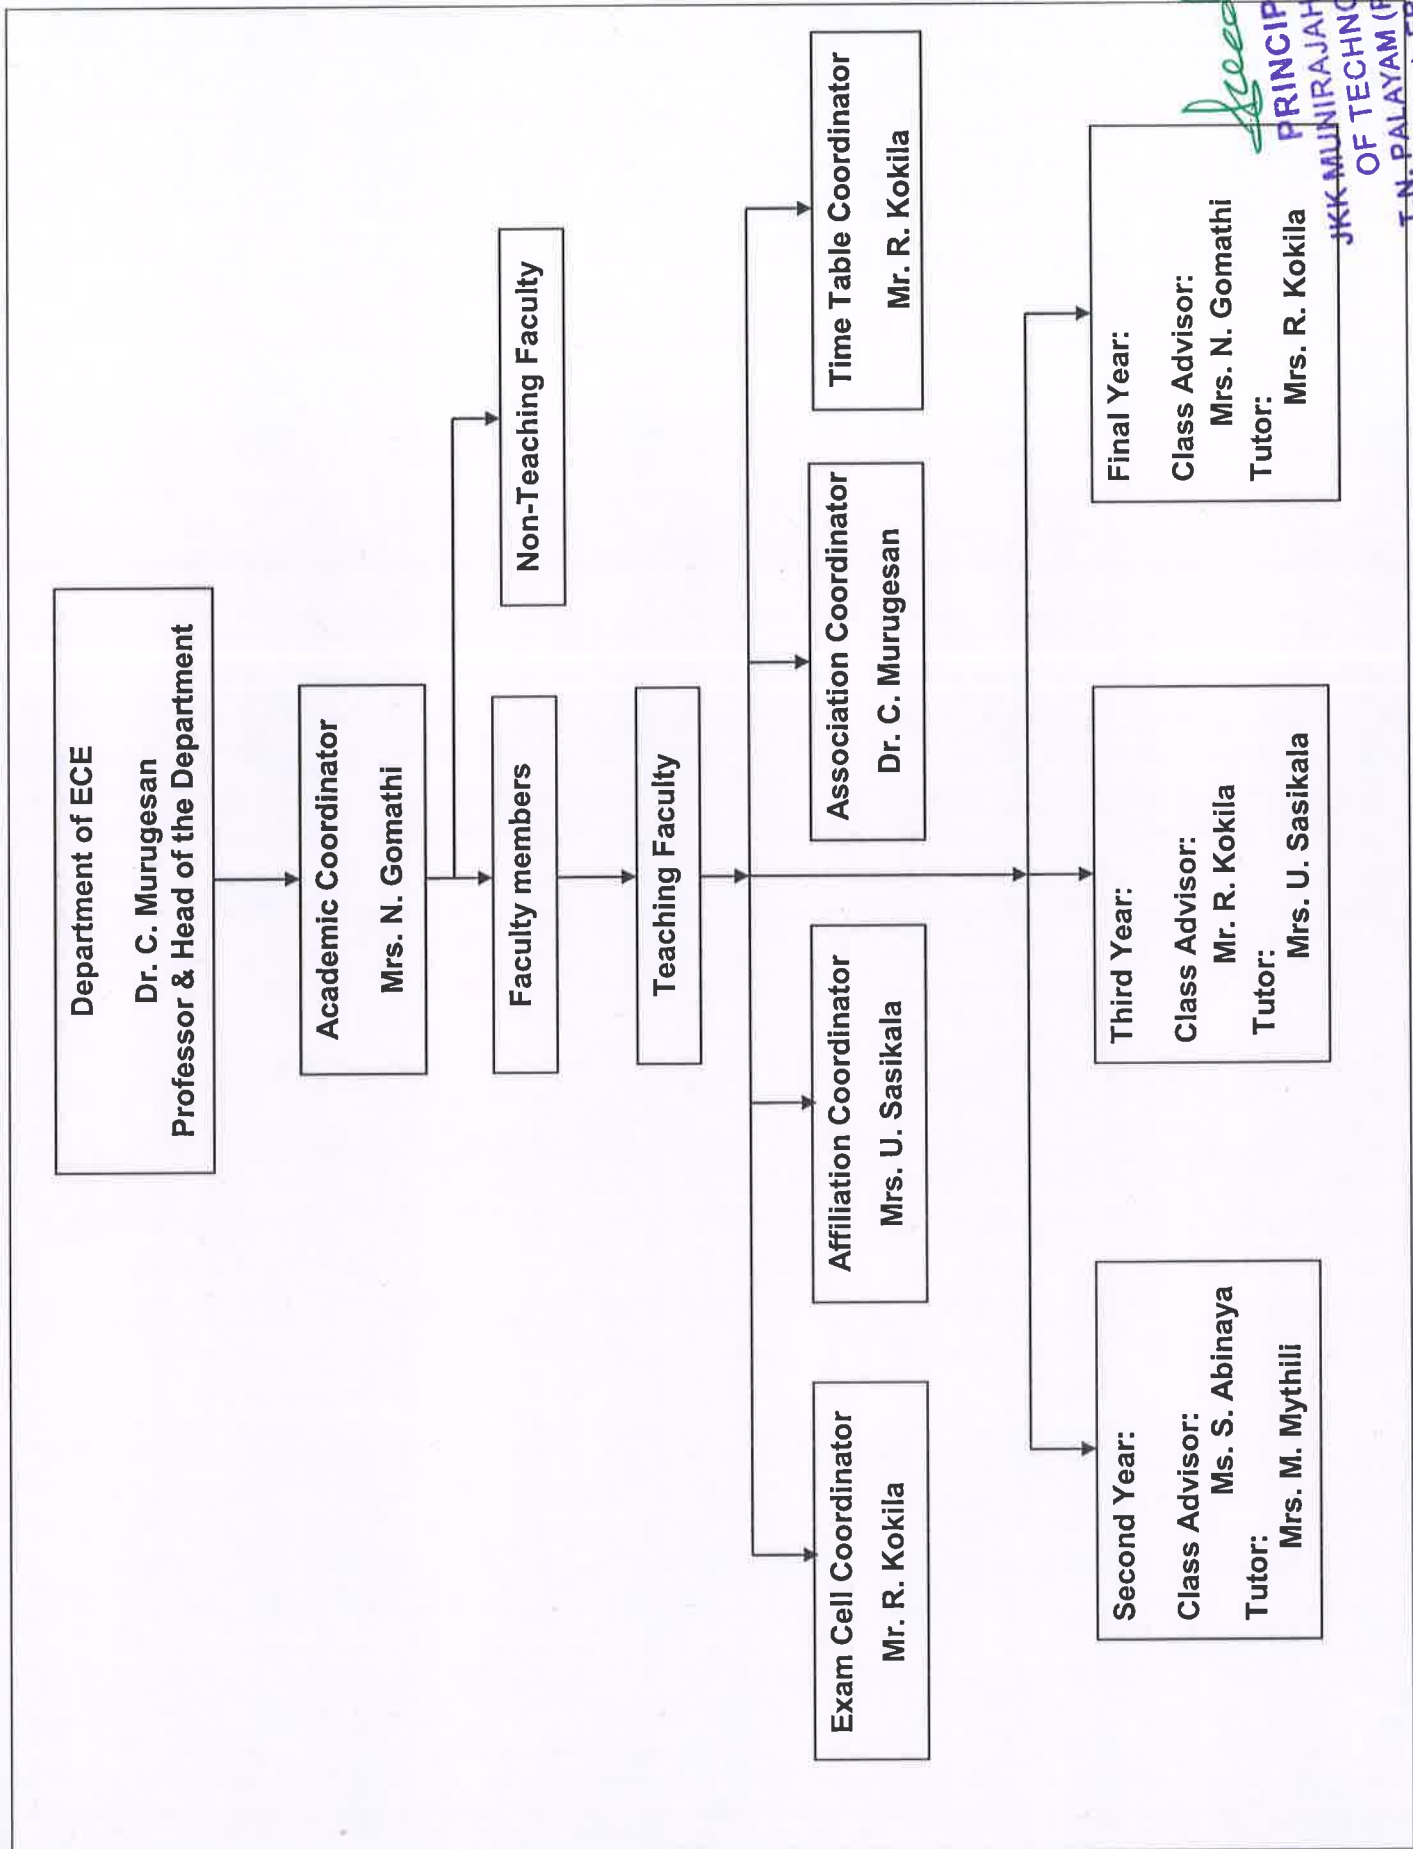 Department of ECE
Dr. C. Murugesan
Professor & Head of the Department
Academic Coordinator
Mrs. N. Gomathi
Faculty members
Non-Teaching Faculty
Teaching Faculty
Exam Cell Coordinator
Mr. R. Kokila
Affiliation Coordinator
Mrs. U. Sasikala
Association Coordinator
Dr. C. Murugesan
Time Table Coordinator
Mr. R. Kokila
Second Year:
Class Advisor:
Ms. S. Abinaya
Tutor:
Mrs. M. Mythili
Third Year:
Class Advisor:
Mr. R. Kokila
Tutor:
Mrs. U. Sasikala
Final Year:
Class Advisor:
Mrs. N. Gomathi
Tutor:
Mrs. R. Kokila
PRINCIP
JKK MUNIRAJAH
OF TECHNO
T.N. PALAYAM (P